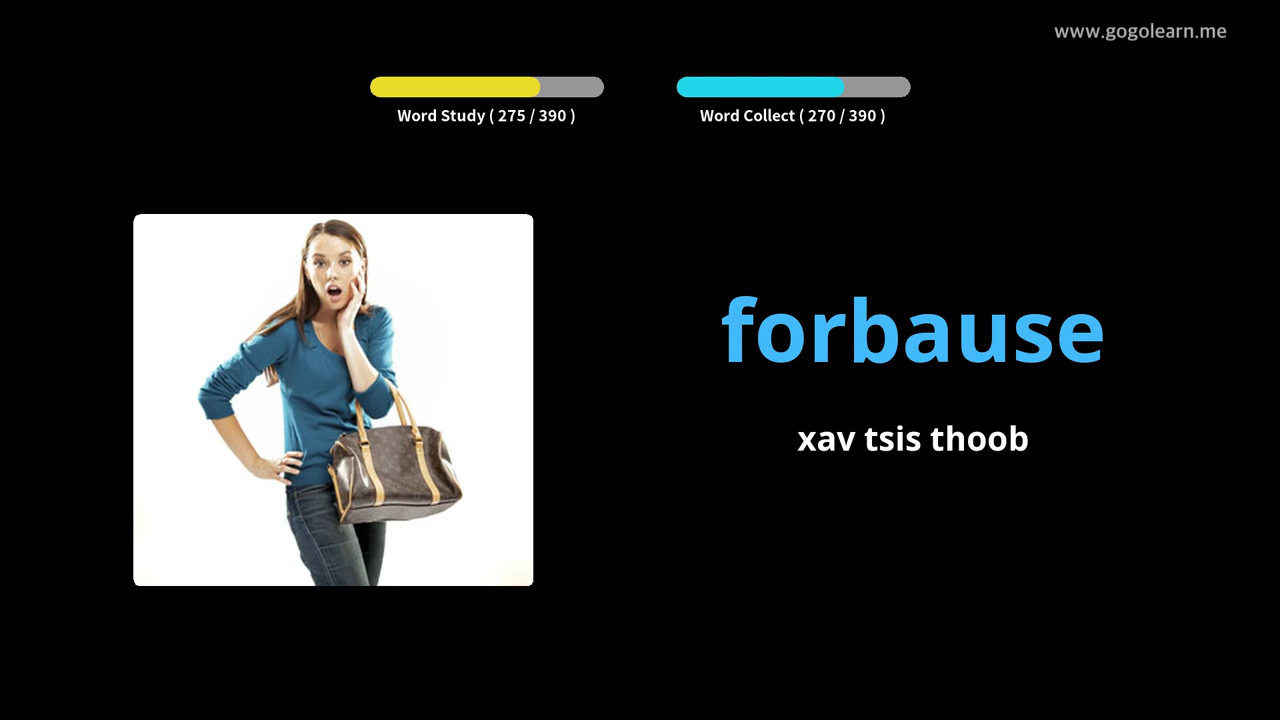 www.gogolearn.me
Word Study ( 275 / 390 )
Word Collect ( 270 / 390 )
forbause
xav tsis thoob